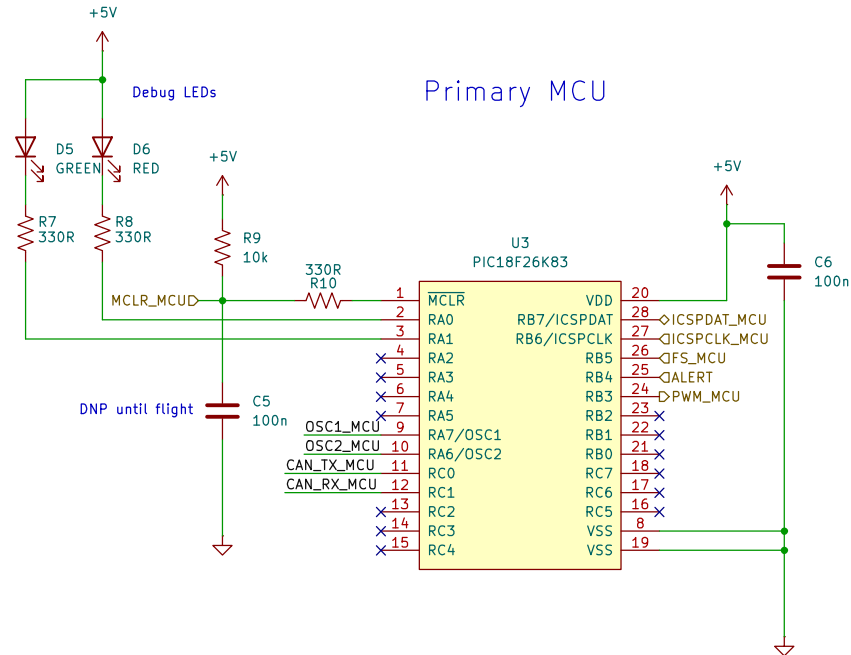 +5V
Debug LEDs
Primary MCU
D5
GREEN
D6
RED
+5V
+5V
R7
330R
R8
330R
R9
10k
U3
PIC18F26K83
C6
100n
330R
R10
MCLR_MCU
1 MCLR
2 RA0
3 RA1
4 RA2
5 RA3
6 RA4
7 RA5
OSC1_MCU 9 RA7/OSC1
OSC2_MCU 10 RA6/OSC2
CAN_TX_MCU 11 RC0
CAN_RX_MCU 12 RC1
13 RC2
14 RC3
15 RC4
VDD 20
RB7/ICSPDAT 28 ICSPDAT_MCU
RB6/ICSPCLK 27 ICSPCLK_MCU
RB5 26 FS_MCU
RB4 25 ALERT
RB3 24 PWM_MCU
RB2 23
RB1 22
RB0 21
RC7 18
RC6 17
RC5 16
VSS 8
VSS 19
DNP until flight
C5
100n